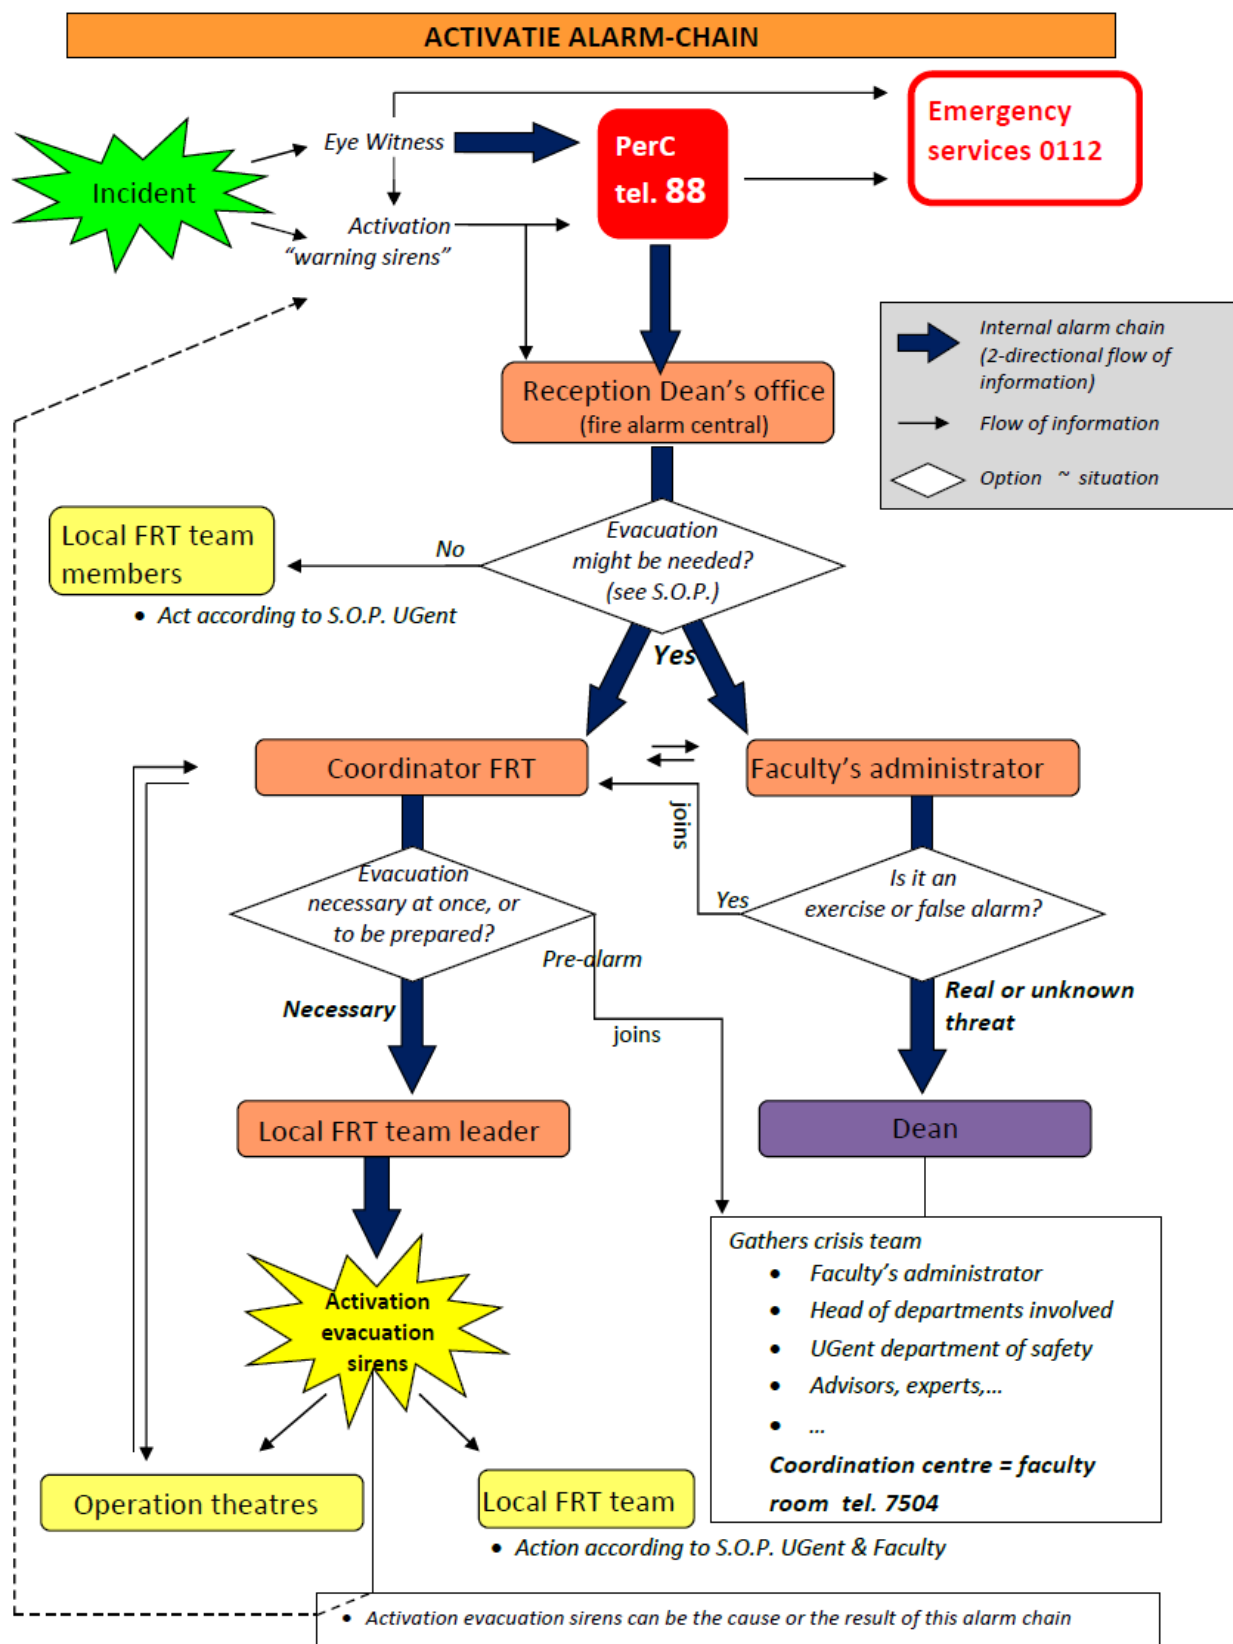 ACTIVATIE ALARM-CHAIN
Emergency
services 0112
Eye Witness
PerC
tel. 88
Incident
Activation
“warning sirens”
Internal alarm chain
(2-directional flow of
information)
Flow of information
Option ~ situation
Reception Dean’s office
(fire alarm central)
Evacuation
might be needed?
(see S.O.P.)
No
Local FRT team
members
• Act according to S.O.P. UGent
Yes
Coordinator FRT
Faculty’s administrator
joins
Evacuation
necessary at once, or
to be prepared?
Is it an
exercise or false alarm?
Yes
Pre-alarm
Necessary
joins
Real or unknown
threat
Local FRT team leader
Dean
Gathers crisis team
• Faculty’s administrator
• Head of departments involved
• UGent department of safety
• Advisors, experts,...
• ...
Coordination centre = faculty
room tel. 7504
Activation
evacuation
sirens
Operation theatres
Local FRT team
• Action according to S.O.P. UGent & Faculty
• Activation evacuation sirens can be the cause or the result of this alarm chain